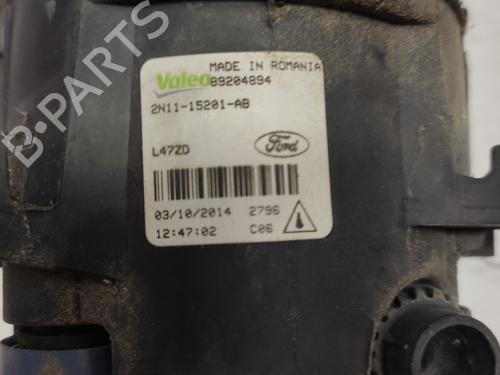 B-Parts
Valeo MADE IN ROMANIA
89204894
2N11-15201-AB
L47ZD Ford
03/10/2014 2796
12:47:02 C06